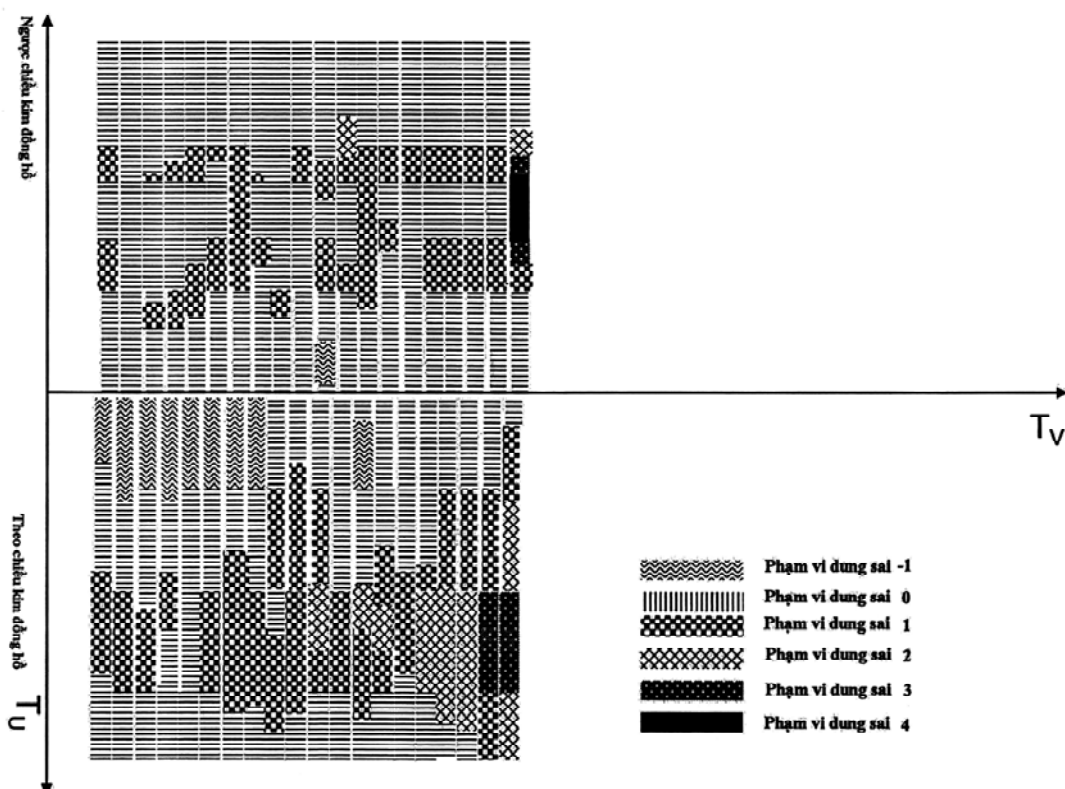 Ngược chiều kim đồng hồ
Theo chiều kim đồng hồ
TU
TV
Phạm vi dung sai -1
Phạm vi dung sai 0
Phạm vi dung sai 1
Phạm vi dung sai 2
Phạm vi dung sai 3
Phạm vi dung sai 4